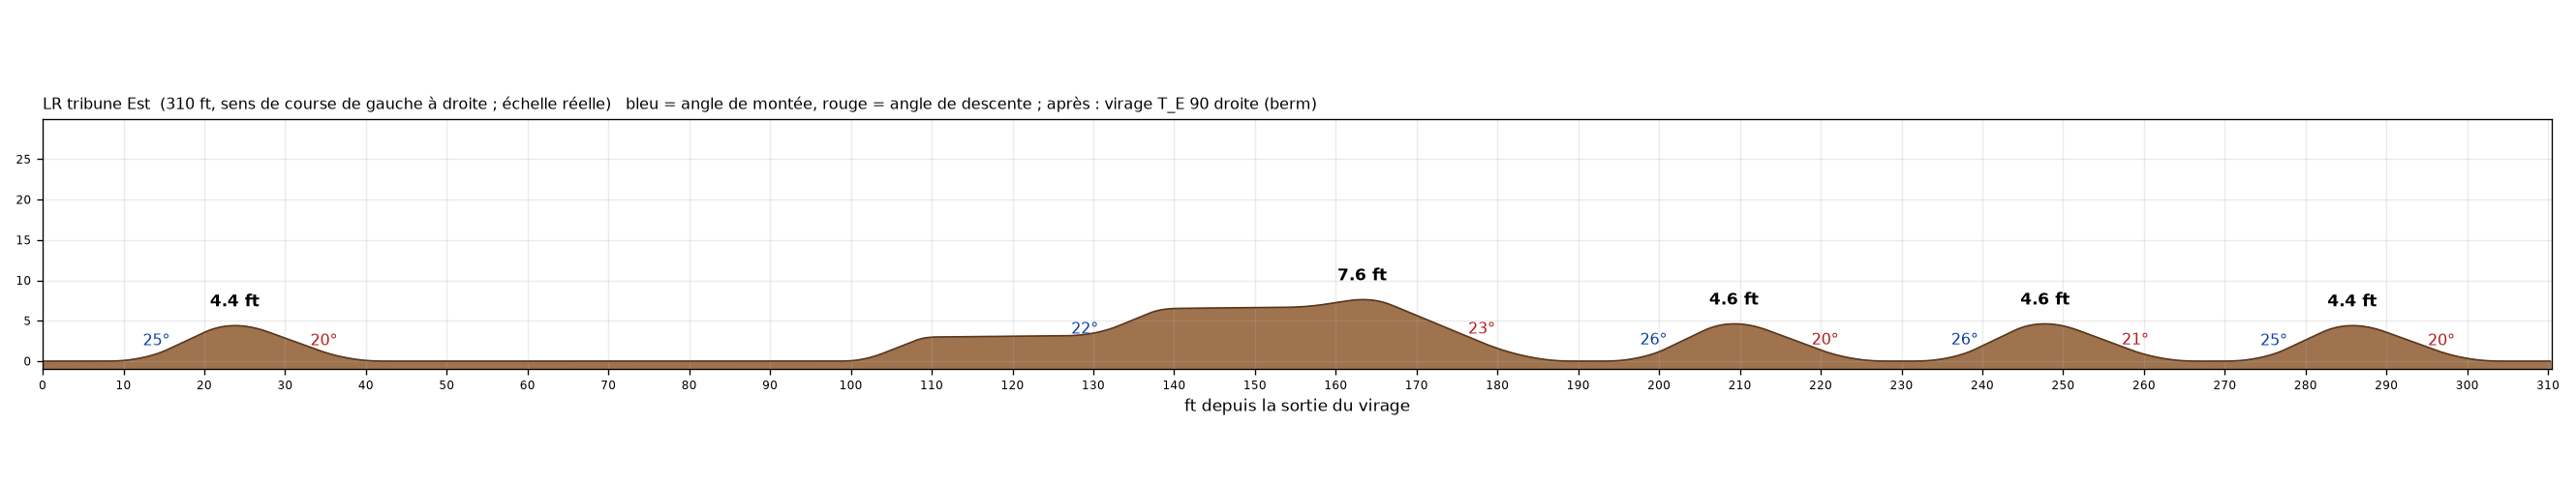 LR tribune Est  (310 ft, sens de course de gauche à droite ; échelle réelle)   bleu = angle de montée, rouge = angle de descente ; après : virage T_E 90 droite (berm)
25
20
15
10
5
0
7.6 ft
4.4 ft
4.6 ft
4.6 ft
4.4 ft
25°
20°
22°
23°
26°
20°
26°
21°
25°
20°
0 10 20 30 40 50 60 70 80 90 100 110 120 130 140 150 160 170 180 190 200 210 220 230 240 250 260 270 280 290 300 310
ft depuis la sortie du virage